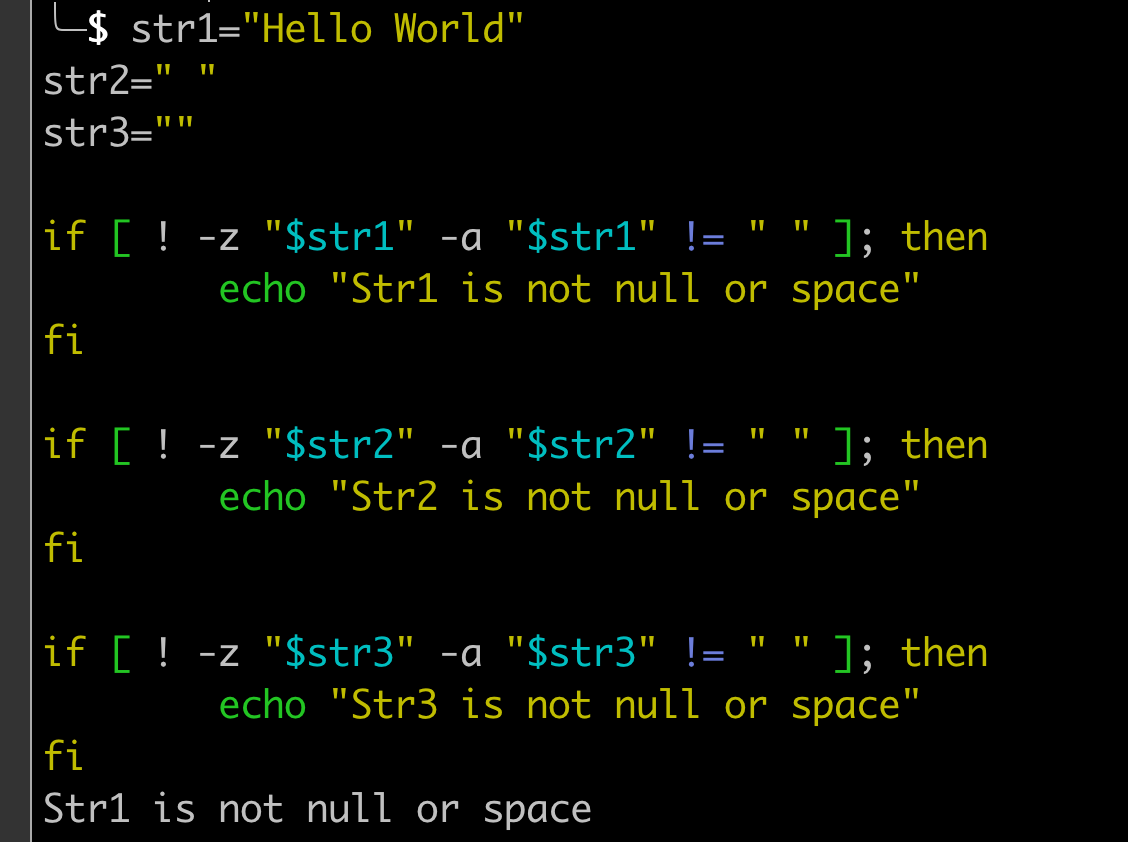 ╰─$ str1="Hello World"
str2=" "
str3=""

if [ ! -z "$str1" -a "$str1" != " " ]; then
        echo "Str1 is not null or space"
fi

if [ ! -z "$str2" -a "$str2" != " " ]; then
        echo "Str2 is not null or space"
fi

if [ ! -z "$str3" -a "$str3" != " " ]; then
        echo "Str3 is not null or space"
fi
Str1 is not null or space